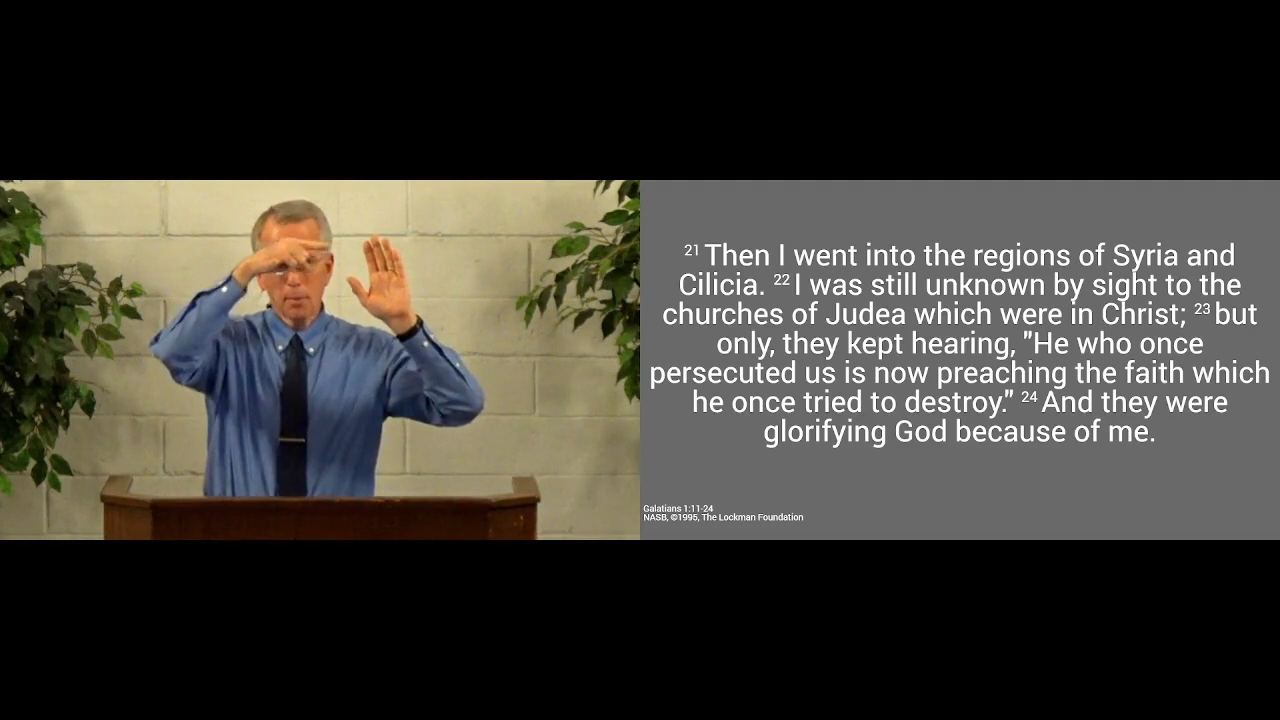 21 Then I went into the regions of Syria and
Cilicia. 22 I was still unknown by sight to the
churches of Judea which were in Christ; 23 but
only, they kept hearing, "He who once
persecuted us is now preaching the faith which
he once tried to destroy." 24 And they were
glorifying God because of me.
Galatians 1:11-24
NASB, ©1995, The Lockman Foundation